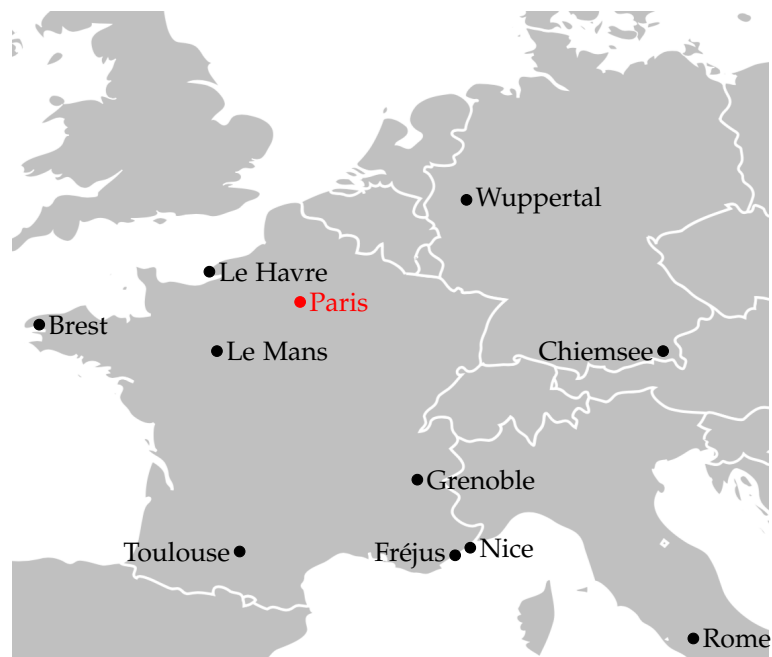 Wuppertal
Le Havre
Paris
Brest
Le Mans
Chiemsee
Grenoble
Toulouse
Fréjus
Nice
Rome